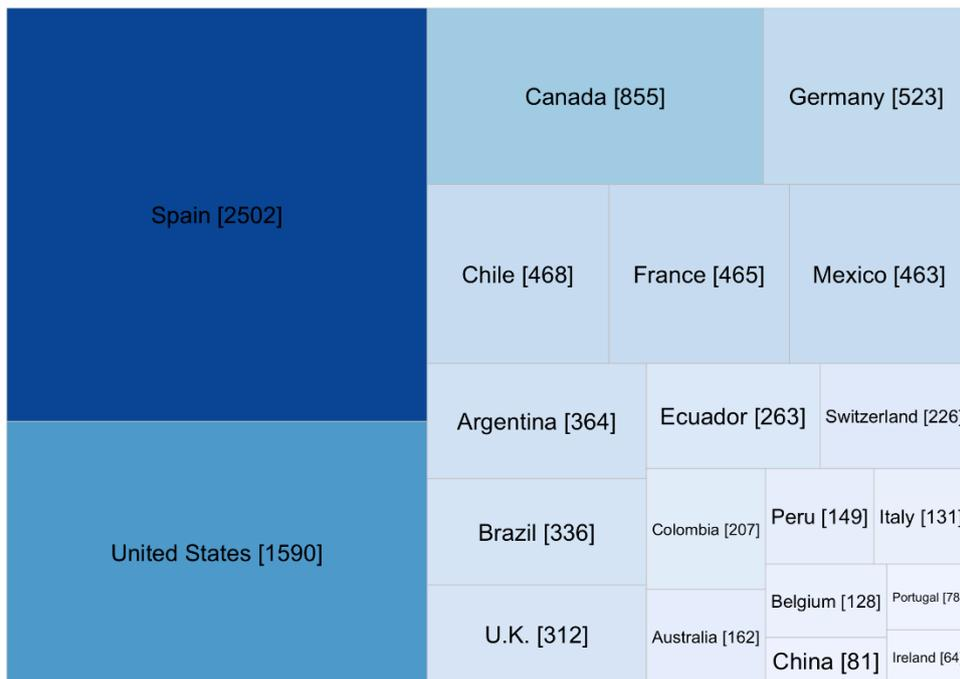 Spain [2502]
United States [1590]
Canada [855]
Germany [523]
Chile [468]
France [465]
Mexico [463]
Argentina [364]
Brazil [336]
U.K. [312]
Ecuador [263]
Switzerland [226]
Colombia [207]
Australia [162]
Peru [149]
Italy [131]
Belgium [128]
China [81]
Portugal [78
Ireland [64]